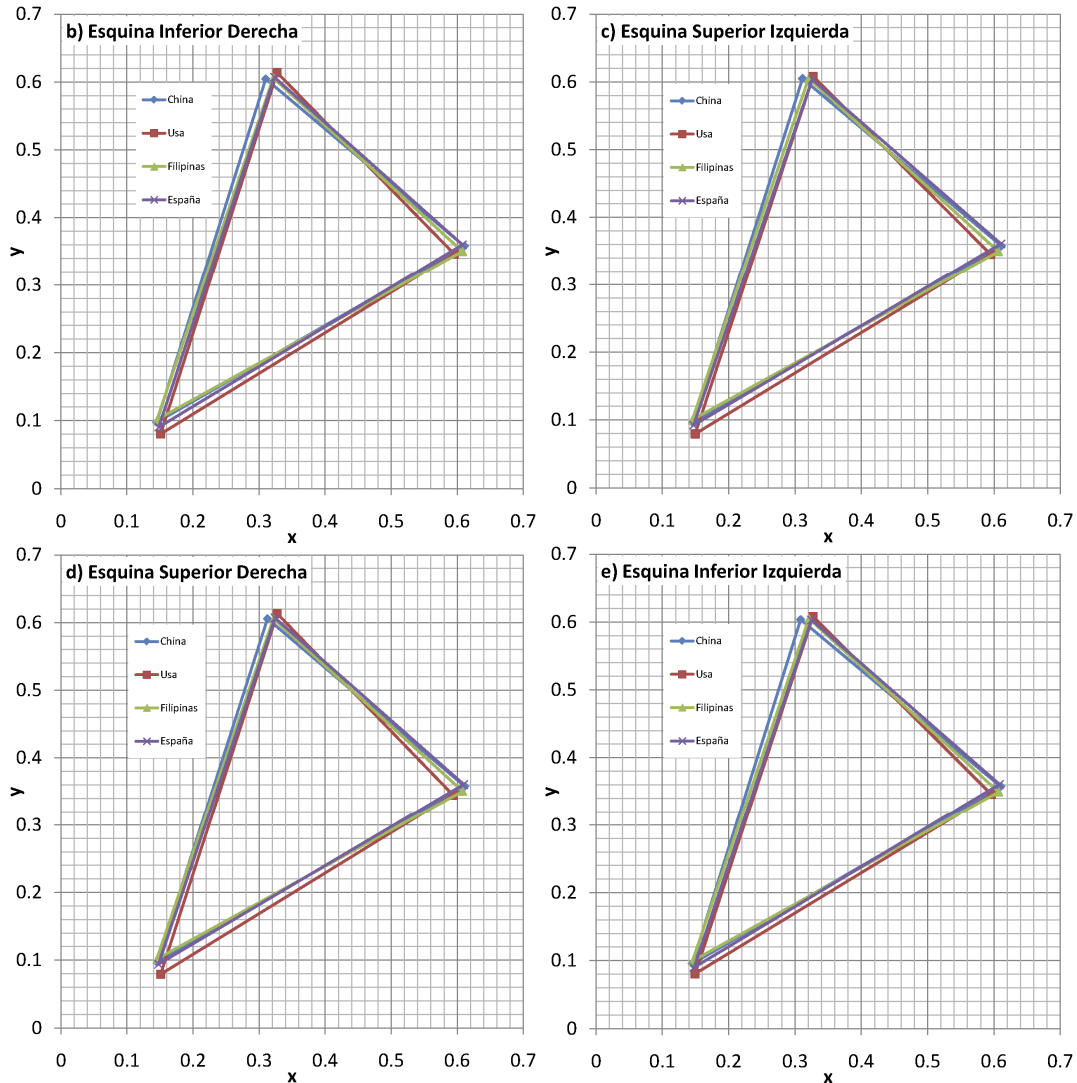 b) Esquina Inferior Derecha
0.7
0.6
0.5
0.4
0.3
0.2
0.1
0
y
China
Usa
Filipinas
España
0 0.1 0.2 0.3 0.4 0.5 0.6 0.7
x
c) Esquina Superior Izquierda
0.7
0.6
0.5
0.4
0.3
0.2
0.1
0
y
China
Usa
Filipinas
España
0 0.1 0.2 0.3 0.4 0.5 0.6 0.7
x
d) Esquina Superior Derecha
0.7
0.6
0.5
0.4
0.3
0.2
0.1
0
y
China
Usa
Filipinas
España
0 0.1 0.2 0.3 0.4 0.5 0.6 0.7
x
e) Esquina Inferior Izquierda
0.7
0.6
0.5
0.4
0.3
0.2
0.1
0
y
China
Usa
Filipinas
España
0 0.1 0.2 0.3 0.4 0.5 0.6 0.7
x